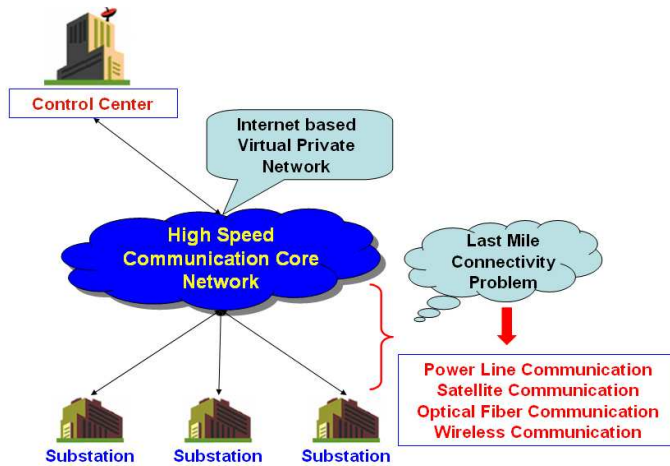 Control Center
Internet based
Virtual Private
Network
High Speed
Communication Core
Network
Last Mile
Connectivity
Problem
Power Line Communication
Satellite Communication
Optical Fiber Communication
Wireless Communication
Substation
Substation
Substation